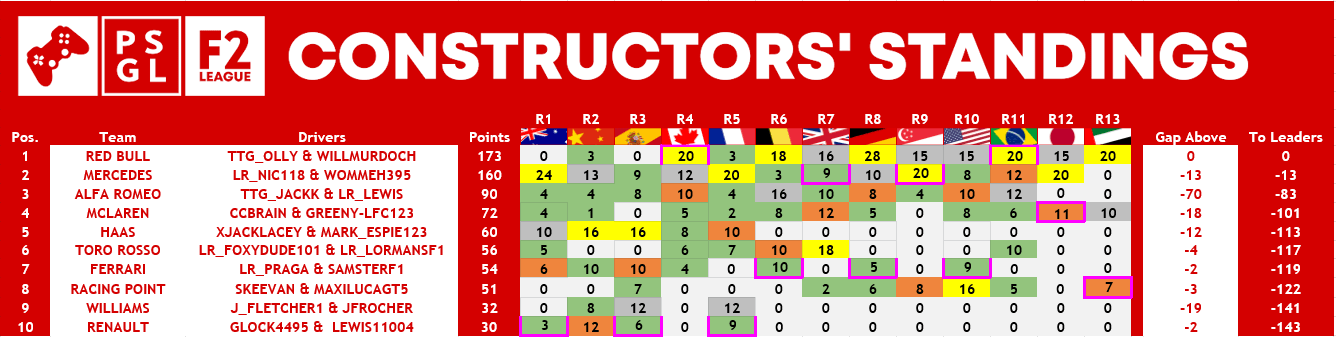 PS
GL
F2
LEAGUE
CONSTRUCTORS' STANDINGS
Pos. Team Drivers Points R1 R2 R3 R4 R5 R6 R7 R8 R9 R10 R11 R12 R13 Gap Above To Leaders
1 RED BULL TTG_OLLY & WILLMURDOCH 173 0 3 0 20 3 18 16 28 15 15 20 15 20 0 0
2 MERCEDES LR_NIC118 & WOMMEH395 160 24 13 9 12 20 3 9 10 20 8 12 20 0 -13 -13
3 ALFA ROMEO TTG_JACKK & LR_LEWIS 90 4 4 8 10 4 16 10 8 4 10 12 0 0 -70 -83
4 MCLAREN CCBRAIN & GREENY-LFC123 72 4 1 0 5 2 8 12 5 0 8 6 11 10 -18 -101
5 HAAS XJACKLACEY & MARK_ESPIE123 60 10 16 16 8 10 0 0 0 0 0 0 0 0 -12 -113
6 TORO ROSSO LR_FOXYDUDE101 & LR_LORMANSF1 56 5 0 0 6 7 10 18 0 0 0 10 0 0 -4 -117
7 FERRARI LR_PRAGA & SAMSTERF1 54 6 10 10 4 0 10 0 5 0 10 0 0 0 -2 -119
8 RACING POINT SKEEVAN & MAXILUCAGT5 51 0 0 7 0 0 0 2 6 8 16 5 0 7 -3 -122
9 WILLIAMS J_FLETCHER1 & JFROCHER 32 0 8 12 0 12 0 0 0 0 0 0 0 0 -19 -141
10 RENAULT GLOCK4495 & LEWIS11004 30 3 12 6 0 9 0 0 0 0 0 0 0 0 -2 -143